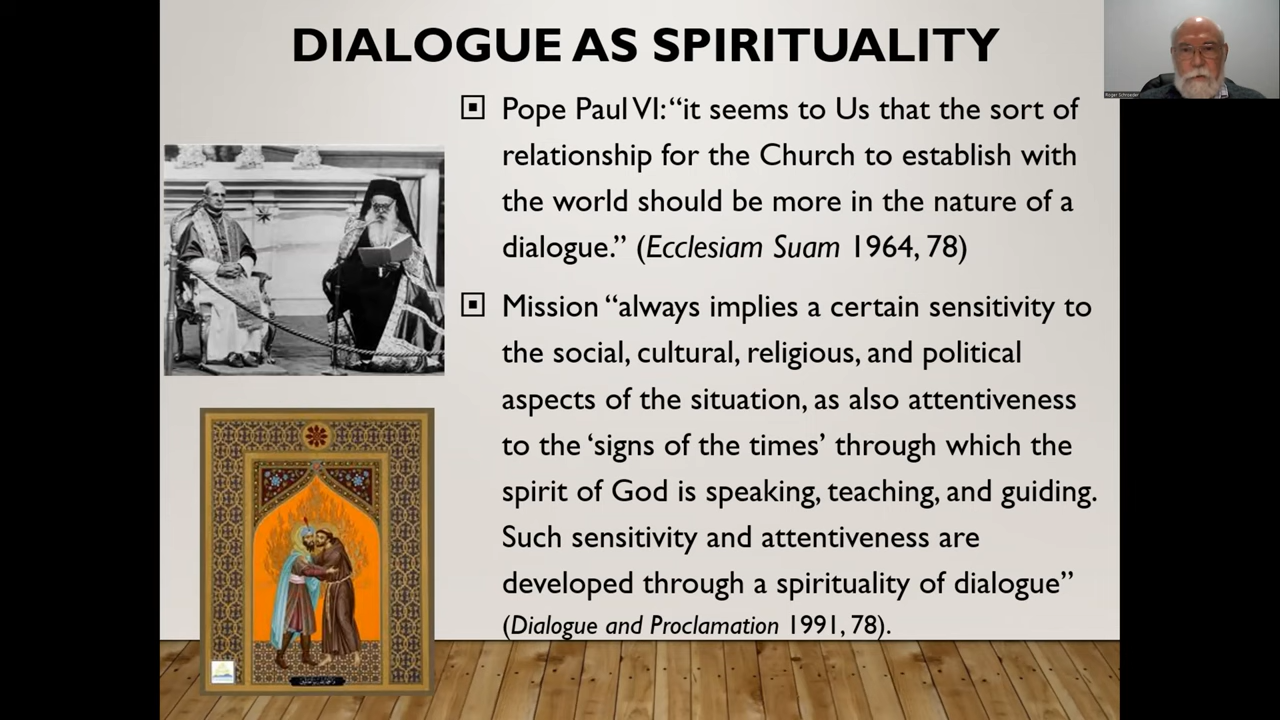 DIALOGUE AS SPIRITUALITY
Roger Schroeder
Pope Paul VI: “it seems to Us that the sort of
relationship for the Church to establish with
the world should be more in the nature of a
dialogue.” (Ecclesiam Suam 1964, 78)
Mission “always implies a certain sensitivity to
the social, cultural, religious, and political
aspects of the situation, as also attentiveness
to the ‘signs of the times’ through which the
spirit of God is speaking, teaching, and guiding.
Such sensitivity and attentiveness are
developed through a spirituality of dialogue”
(Dialogue and Proclamation 1991, 78).